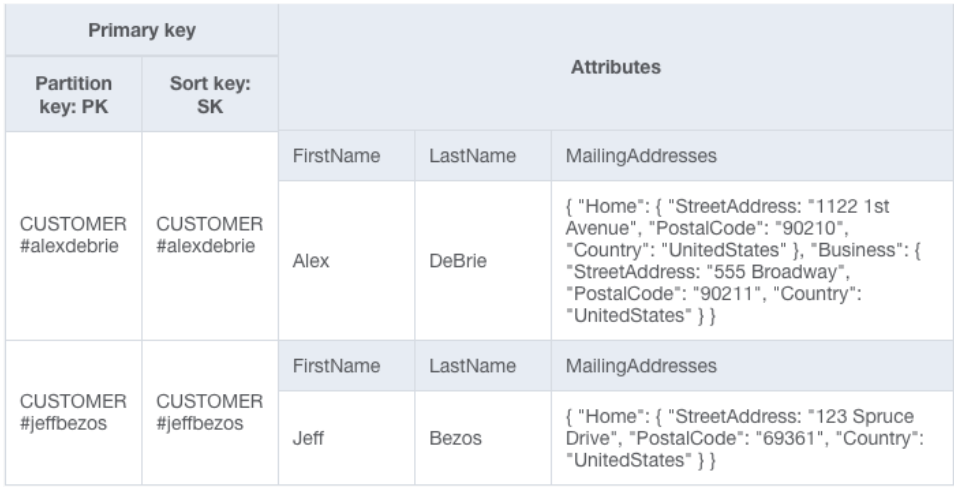 Primary key
Attributes
Partition
key: PK
Sort key:
SK
FirstName
LastName
MailingAddresses
CUSTOMER
#alexdebrie
CUSTOMER
#alexdebrie
Alex
DeBrie
{ "Home": { "StreetAddress: "1122 1st
Avenue", "PostalCode": "90210",
"Country": "UnitedStates" }, "Business": {
"StreetAddress: "555 Broadway",
"PostalCode": "90211", "Country":
"UnitedStates" } }
FirstName
LastName
MailingAddresses
CUSTOMER
#jeffbezos
CUSTOMER
#jeffbezos
Jeff
Bezos
{ "Home": { "StreetAddress: "123 Spruce
Drive", "PostalCode": "69361", "Country":
"UnitedStates" } }